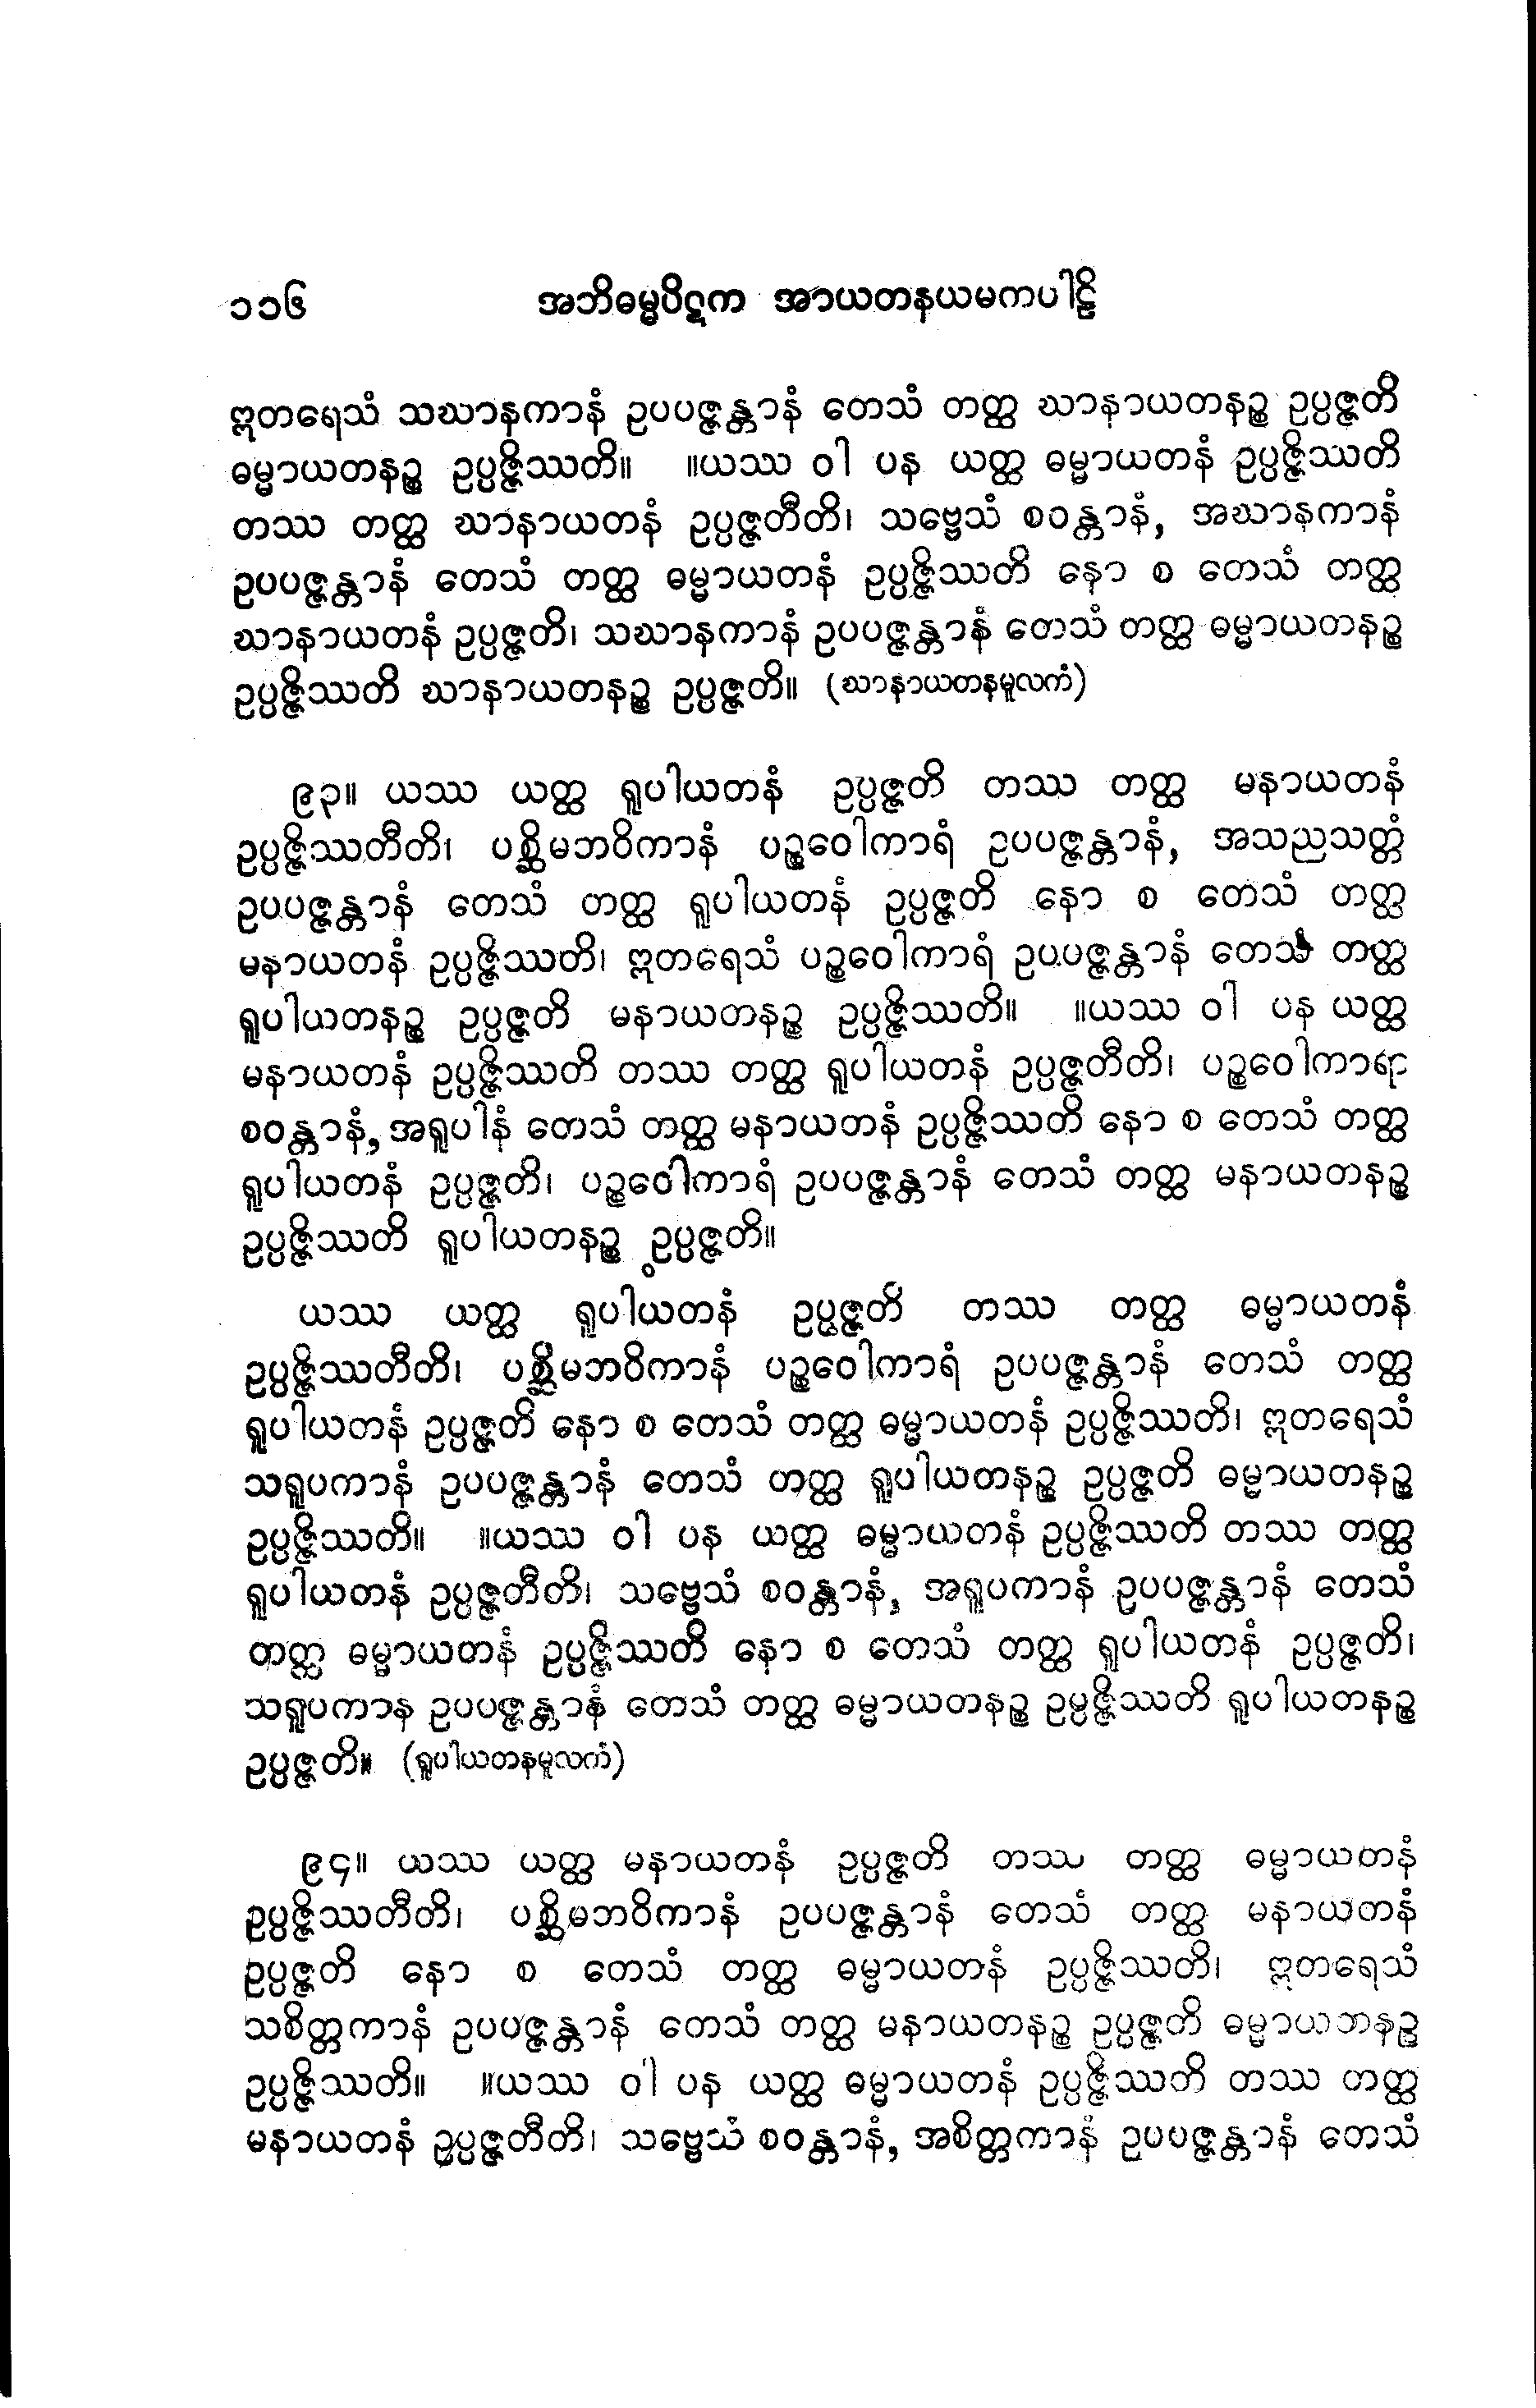 ၁၁၆ အဘိဓမ္မပိဋက အာယတနယမကပါဠိ
ဣတရေသံ သဃာနကာနံ ဥပပဇ္ဇန္တာနံ တေသံ တတ္ထ ဃာနာယတနဉ္စ ဥပ္ပဇ္ဇတိ
ဓမ္မာယတနဉ္စ ဥပ္ပဇ္ဇိဿတိ။ ။ယဿ ဝါ ပန ယတ္ထ ဓမ္မာယတနံ ဥပ္ပဇ္ဇိဿတိ
တဿ တတ္ထ ဃာနာယတနံ ဥပ္ပဇ္ဇတီတိ၊ သဗ္ဗေသံ စဝန္တာနံ, အဃာနကာနံ
ဥပပဇ္ဇန္တာနံ တေသံ တတ္ထ ဓမ္မာယတနံ ဥပ္ပဇ္ဇိဿတိ နော စ တေသံ တတ္ထ
ဃာနာယတနံ ဥပ္ပဇ္ဇတိ၊ သဃာနကာနံ ဥပပဇ္ဇန္တာနံ တေသံ တတ္ထ ဓမ္မာယတနဉ္စ
ဥပ္ပဇ္ဇိဿတိ ဃာနာယတနဉ္စ ဥပ္ပဇ္ဇတိ။ (ဃာနာယတနမူလကံ)
၉၃။ ယဿ ယတ္ထ ရူပါယတနံ ဥပ္ပဇ္ဇတိ တဿ တတ္ထ မနာယတနံ
ဥပ္ပဇ္ဇိဿတီတိ၊ ပစ္ဆိမဘဝိကာနံ ပဉ္စဝေါကာရံ ဥပပဇ္ဇန္တာနံ, အသညသတ္တံ
ဥပပဇ္ဇန္တာနံ တေသံ တတ္ထ ရူပါယတနံ ဥပ္ပဇ္ဇတိ နော စ တေသံ တတ္ထ
မနာယတနံ ဥပ္ပဇ္ဇိဿတိ၊ ဣတရေသံ ပဉ္စဝေါကာရံ ဥပပဇ္ဇန္တာနံ တေသံ တတ္ထ
ရူပါယတနဉ္စ ဥပ္ပဇ္ဇတိ မနာယတနဉ္စ ဥပ္ပဇ္ဇိဿတိ။ ။ယဿ ဝါ ပန ယတ္ထ
မနာယတနံ ဥပ္ပဇ္ဇိဿတိ တဿ တတ္ထ ရူပါယတနံ ဥပ္ပဇ္ဇတီတိ၊ ပဉ္စဝေါကာရာ
စဝန္တာနံ, အရူပါနံ တေသံ တတ္ထ မနာယတနံ ဥပ္ပဇ္ဇိဿတိ နော စ တေသံ တတ္ထ
ရူပါယတနံ ဥပ္ပဇ္ဇတိ၊ ပဉ္စဝေါကာရံ ဥပပဇ္ဇန္တာနံ တေသံ တတ္ထ မနာယတနဉ္စ
ဥပ္ပဇ္ဇိဿတိ ရူပါယတနဉ္စ ဥပ္ပဇ္ဇတိ။
ယဿ ယတ္ထ ရူပါယတနံ ဥပ္ပဇ္ဇတိ တဿ တတ္ထ ဓမ္မာယတနံ
ဥပ္ပဇ္ဇိဿတီတိ၊ ပစ္ဆိမဘဝိကာနံ ပဉ္စဝေါကာရံ ဥပပဇ္ဇန္တာနံ တေသံ တတ္ထ
ရူပါယတနံ ဥပ္ပဇ္ဇတိ နော စ တေသံ တတ္ထ ဓမ္မာယတနံ ဥပ္ပဇ္ဇိဿတိ၊ ဣတရေသံ
သရူပကာနံ ဥပပဇ္ဇန္တာနံ တေသံ တတ္ထ ရူပါယတနဉ္စ ဥပ္ပဇ္ဇတိ ဓမ္မာယတနဉ္စ
ဥပ္ပဇ္ဇိဿတိ။ ။ယဿ ဝါ ပန ယတ္ထ ဓမ္မာယတနံ ဥပ္ပဇ္ဇိဿတိ တဿ တတ္ထ
ရူပါယတနံ ဥပ္ပဇ္ဇတီတိ၊ သဗ္ဗေသံ စဝန္တာနံ, အရူပကာနံ ဥပပဇ္ဇန္တာနံ တေသံ
တတ္ထ ဓမ္မာယတနံ ဥပ္ပဇ္ဇိဿတိ နော စ တေသံ တတ္ထ ရူပါယတနံ ဥပ္ပဇ္ဇတိ၊
သရူပကာန ဥပပဇ္ဇန္တာနံ တေသံ တတ္ထ ဓမ္မာယတနဉ္စ ဥပ္ပဇ္ဇိဿတိ ရူပါယတနဉ္စ
ဥပ္ပဇ္ဇတိ။ (ရူပါယတနမူလကံ)
၉၄။ ယဿ ယတ္ထ မနာယတနံ ဥပ္ပဇ္ဇတိ တဿ တတ္ထ ဓမ္မာယတနံ
ဥပ္ပဇ္ဇိဿတီတိ၊ ပစ္ဆိမဘဝိကာနံ ဥပပဇ္ဇန္တာနံ တေသံ တတ္ထ မနာယတနံ
ဥပ္ပဇ္ဇတိ နော စ တေသံ တတ္ထ ဓမ္မာယတနံ ဥပ္ပဇ္ဇိဿတိ၊ ဣတရေသံ
သစိတ္တကာနံ ဥပပဇ္ဇန္တာနံ တေသံ တတ္ထ မနာယတနဉ္စ ဥပ္ပဇ္ဇတိ ဓမ္မာယတနဉ္စ
ဥပ္ပဇ္ဇိဿတိ။ ။ယဿ ဝါ ပန ယတ္ထ ဓမ္မာယတနံ ဥပ္ပဇ္ဇိဿတိ တဿ တတ္ထ
မနာယတနံ ဥပ္ပဇ္ဇတီတိ၊ သဗ္ဗေသံ စဝန္တာနံ, အစိတ္တကာနံ ဥပပဇ္ဇန္တာနံ တေသံ